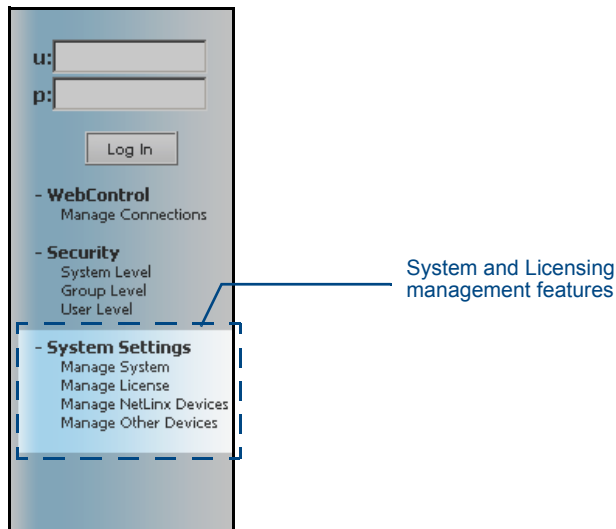 u:
p:
Log In
- WebControl
Manage Connections
- Security
System Level
Group Level
User Level
- System Settings
Manage System
Manage License
Manage NetLinx Devices
Manage Other Devices
System and Licensing
management features